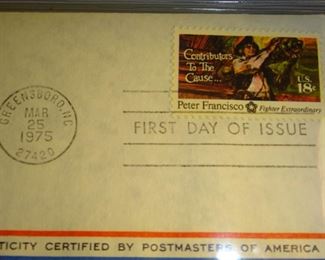 Contributors
To The
Cause...
U.S.
18¢
Peter Francisco Fighter Extraordinary
GREENSBORO, NC
MAR
25
1975
27420
FIRST DAY OF ISSUE
TICITY CERTIFIED BY POSTMASTERS OF AMERICA